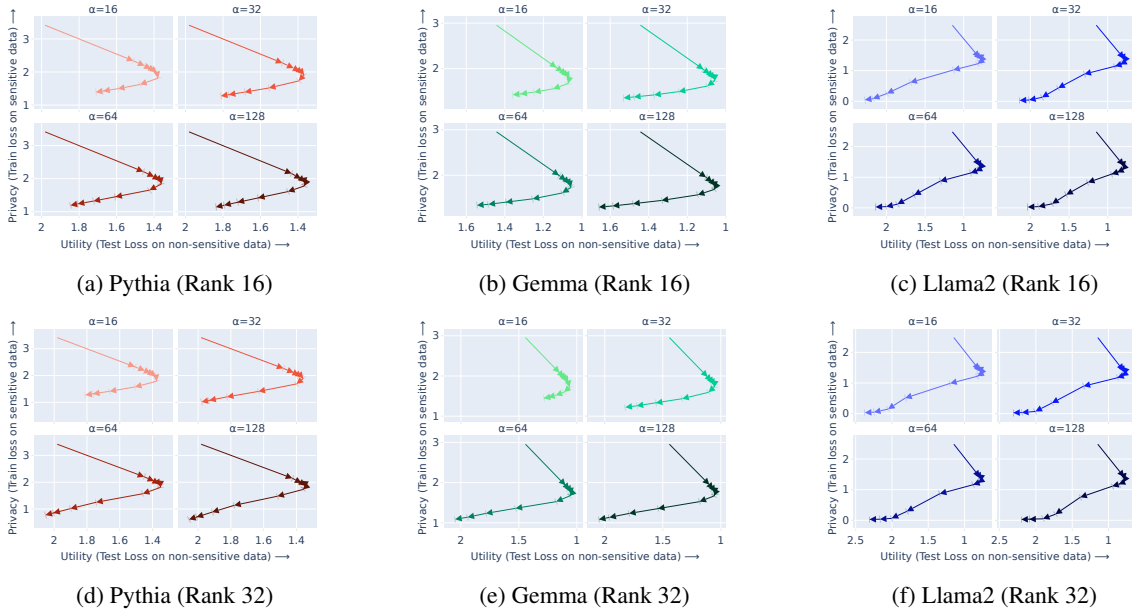 α=16 α=32
3
2
1
α=64 α=128
3
2
1
2 1.8 1.6 1.4 2 1.8 1.6 1.4
Utility (Test Loss on non-sensitive data) ⟶
Privacy (Train loss on sensitive data) ⟶
(a) Pythia (Rank 16)
α=16 α=32
3
2
α=64 α=128
3
2
1.6 1.4 1.2 1 1.6 1.4 1.2 1
Utility (Test Loss on non-sensitive data) ⟶
Privacy (Train loss on sensitive data) ⟶
(b) Gemma (Rank 16)
α=16 α=32
2
1
0
α=64 α=128
2
1
0
2 1.5 1 2 1.5 1
Utility (Test Loss on non-sensitive data) ⟶
Privacy (Train loss on sensitive data) ⟶
(c) Llama2 (Rank 16)
α=16 α=32
3
2
1
α=64 α=128
3
2
1
2 1.8 1.6 1.4 2 1.8 1.6 1.4
Utility (Test Loss on non-sensitive data) ⟶
Privacy (Train loss on sensitive data) ⟶
(d) Pythia (Rank 32)
α=16 α=32
3
2
1
α=64 α=128
3
2
1
2 1.5 1 2 1.5 1
Utility (Test Loss on non-sensitive data) ⟶
Privacy (Train loss on sensitive data) ⟶
(e) Gemma (Rank 32)
α=16 α=32
2
1
0
α=64 α=128
2
1
0
2.5 2 1.5 1 2.5 2 1.5 1
Utility (Test Loss on non-sensitive data) ⟶
Privacy (Train loss on sensitive data) ⟶
(f) Llama2 (Rank 32)